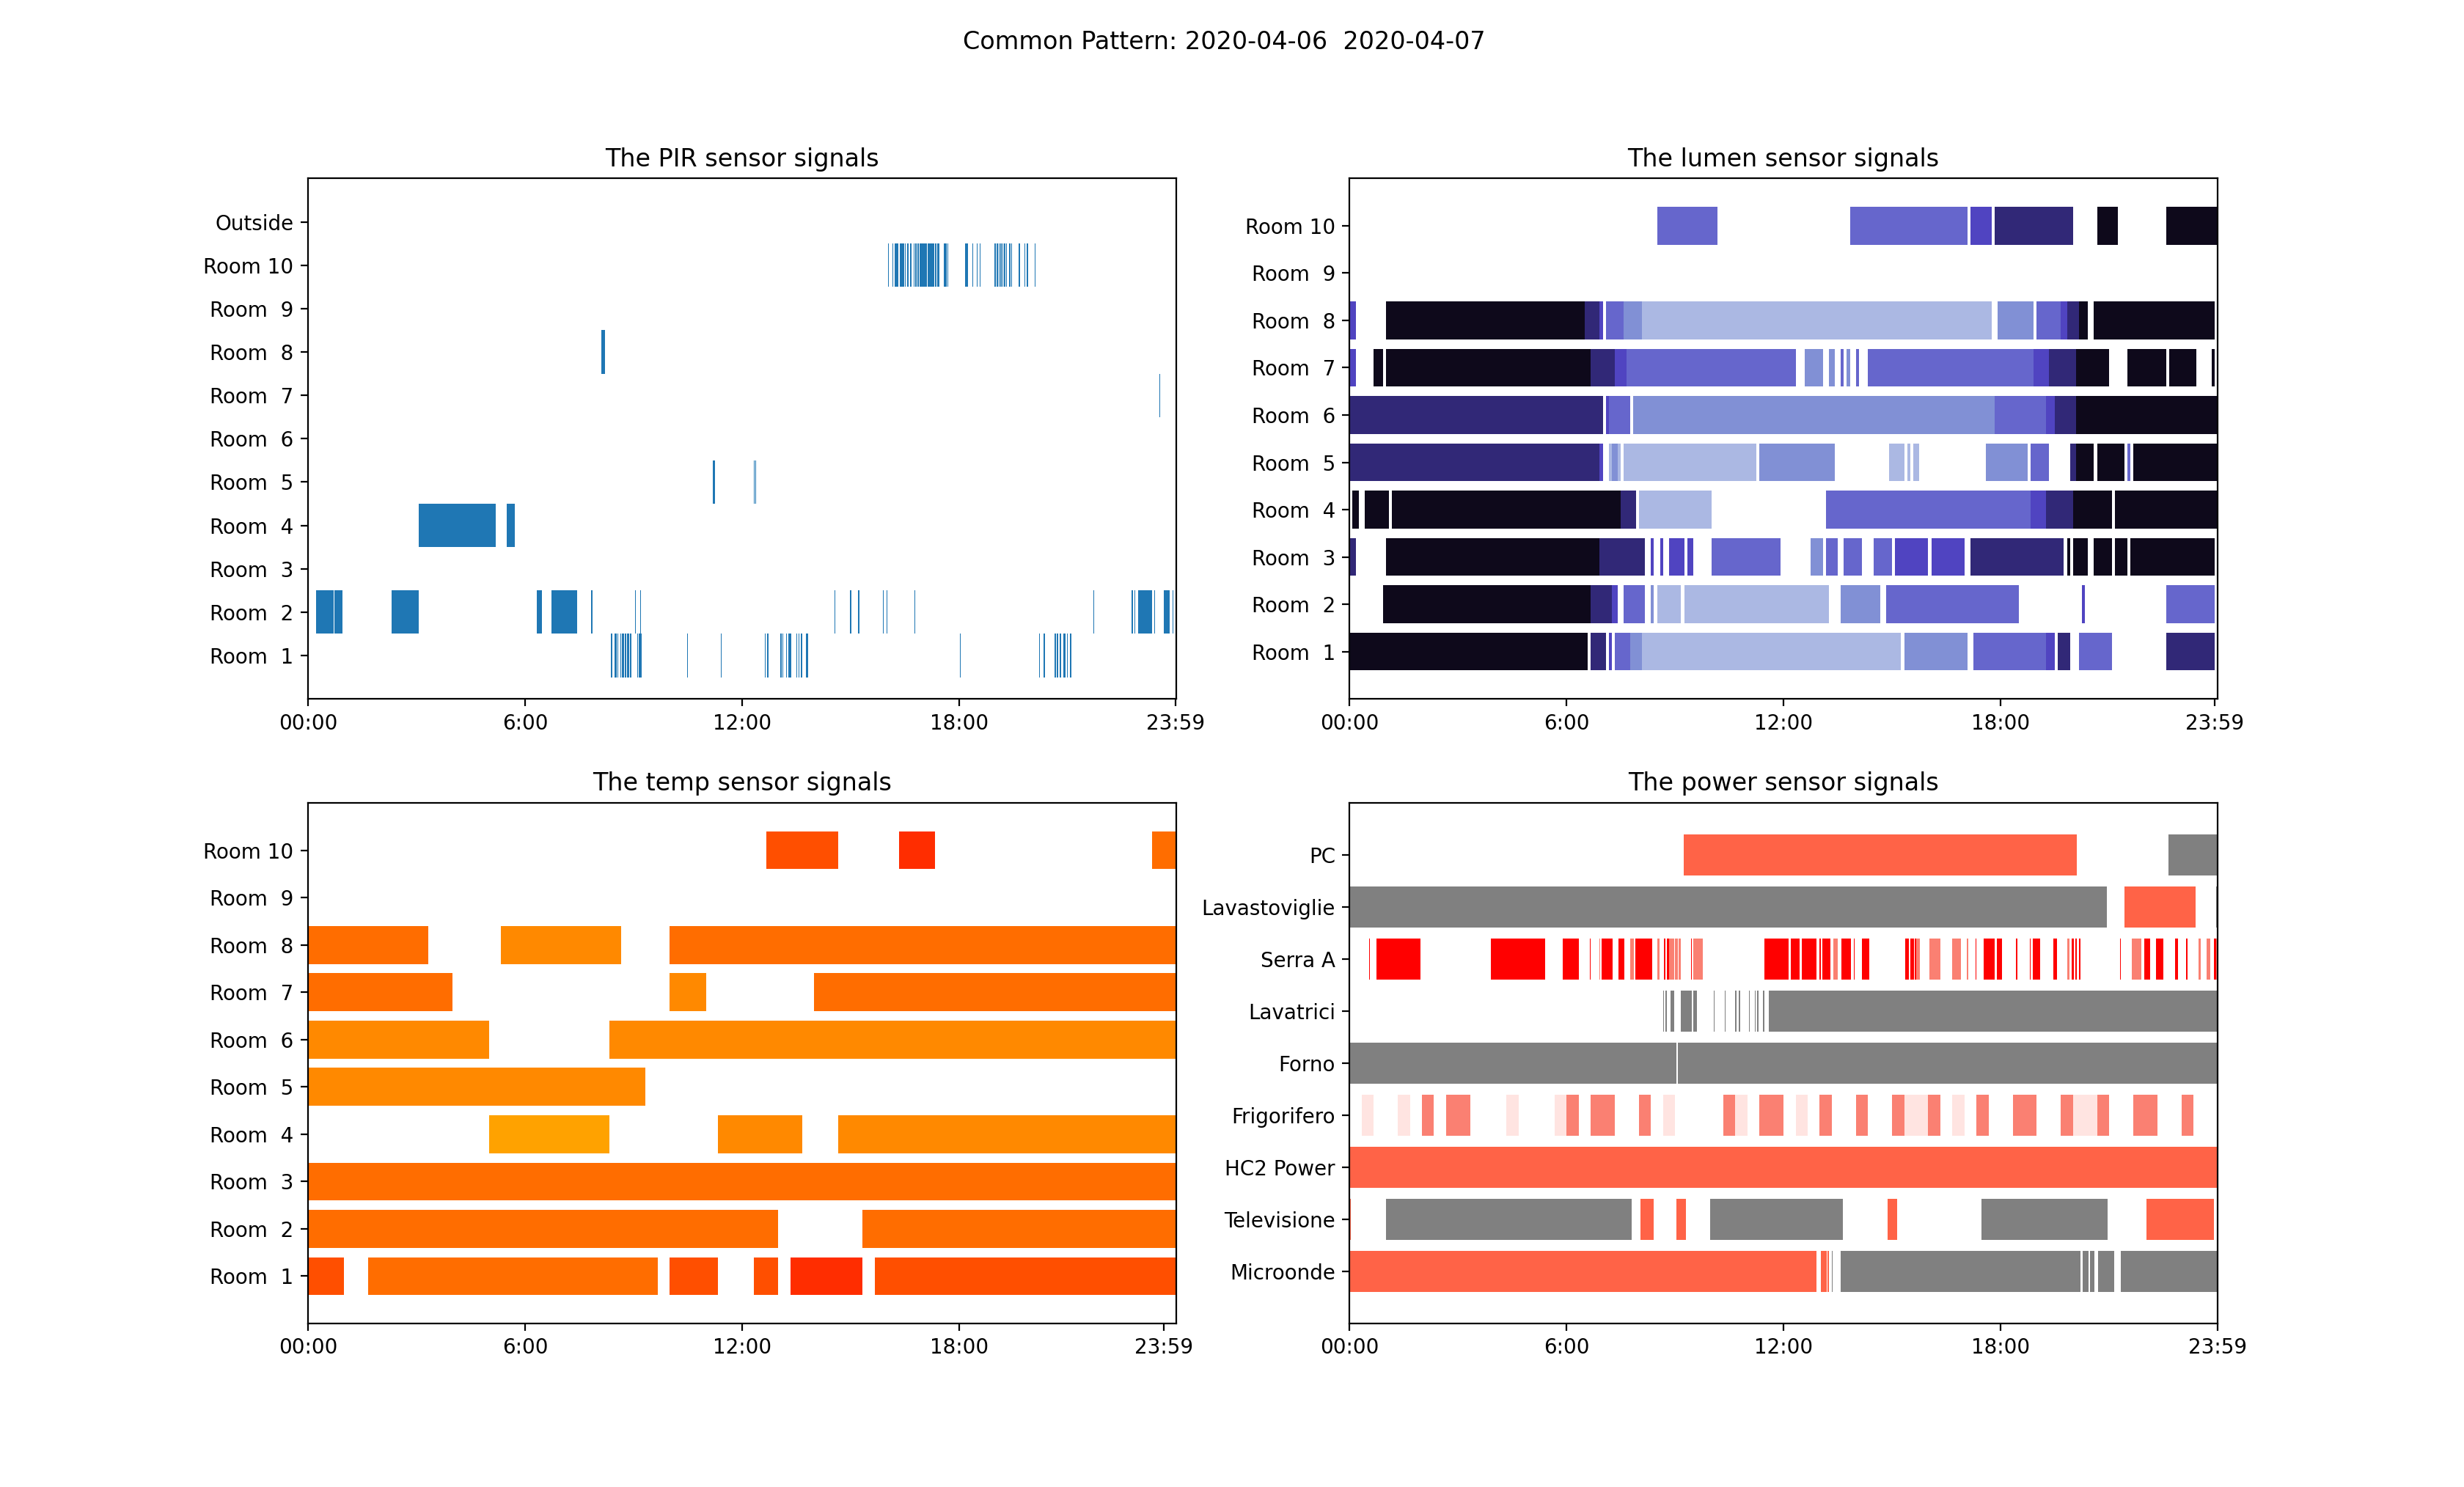 Common Pattern: 2020-04-06  2020-04-07
The PIR sensor signals
Outside
Room 10
Room  9
Room  8
Room  7
Room  6
Room  5
Room  4
Room  3
Room  2
Room  1
00:00 6:00 12:00 18:00 23:59
The lumen sensor signals
Room 10
Room  9
Room  8
Room  7
Room  6
Room  5
Room  4
Room  3
Room  2
Room  1
00:00 6:00 12:00 18:00 23:59
The temp sensor signals
Room 10
Room  9
Room  8
Room  7
Room  6
Room  5
Room  4
Room  3
Room  2
Room  1
00:00 6:00 12:00 18:00 23:59
The power sensor signals
PC
Lavastoviglie
Serra A
Lavatrici
Forno
Frigorifero
HC2 Power
Televisione
Microonde
00:00 6:00 12:00 18:00 23:59